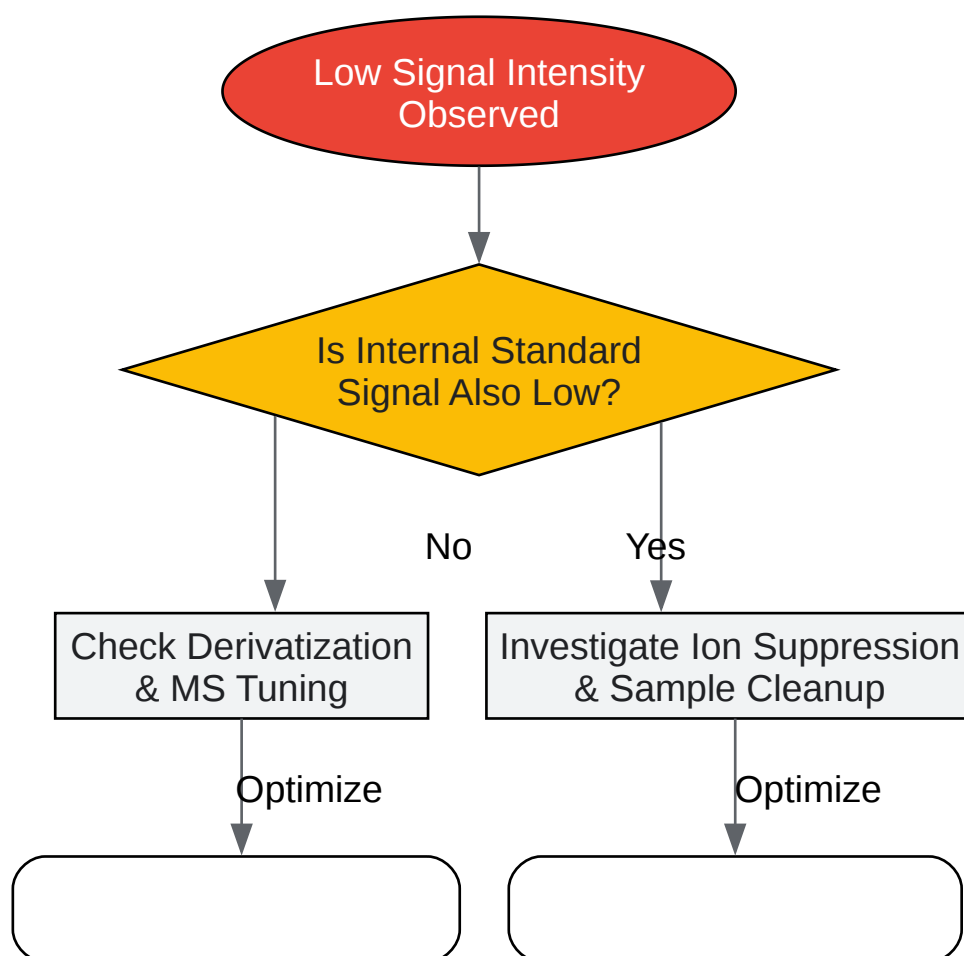 Low Signal Intensity
Observed
Is Internal Standard
Signal Also Low?
No
Yes
Check Derivatization
& MS Tuning
Investigate Ion Suppression
& Sample Cleanup
Optimize
Optimize